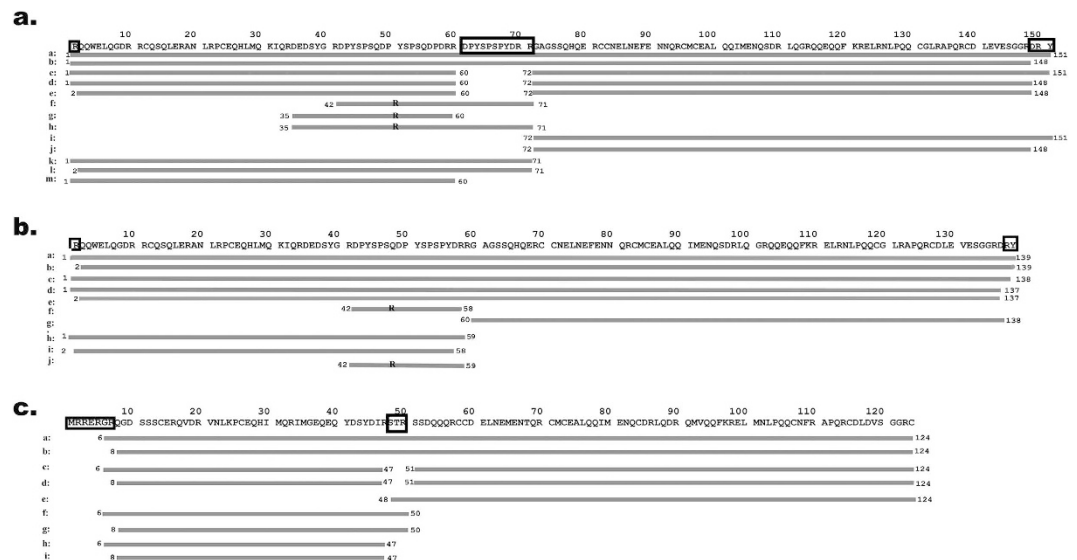 a.
10 20 30 40 50 60 70 80 90 100 110 120 130 140 150
RQQWELQGDR RCQSQLERAN LRPCEQHLMQ KIQRDEDSYG RDPYSPSQDP YSPSQDPDRR DPYSPSPYDR RGAGSSQHQE RCCNELNEFE NNQRCMCEAL QQIMENQSDR LQGRQQEQQF KRELRNLPQQ CGLRAPQRCD LEVESGGRDR Y
a: 1 151
b: 1 148
c: 1 60 72 151
d: 1 60 72 148
e: 2 60 72 148
f: 42 R 71
g: 35 R 60
h: 35 R 71
i: 72 151
j: 72 148
k: 1 71
l: 2 71
m: 1 60
b.
10 20 30 40 50 60 70 80 90 100 110 120 130
RQQWELQGDR RCQSQLERAN LRPCEQHLMQ KIQRDEDSYG RDPYSPSQDP YSPSPYDRRG AGSSQHQERC CNELNEFENN QRCMCEALQQ IMENQSDRLQ GRQQEQQFKR ELRNLPQQCG LRAPQRCDLE VESGGRDRY
a: 1 139
b: 2 139
c: 1 138
d: 1 137
e: 2 137
f: 42 R 58
g: 60 138
h: 1 59
i: 2 58
j: 42 R 59
c.
10 20 30 40 50 60 70 80 90 100 110 120
MRRERGRQGD SSSCERQVDR VNLKPCEQHI MQRIMGEQEQ YDSYDIRSTR SSDQQQRCCD ELNEMENTQR CMCEALQQIM ENQCDRLQDR QMVQQFKREL MNLPQQCNFR APQRCDLDVS GGRC
a: 6 124
b: 8 124
c: 6 47 51 124
d: 8 47 51 124
e: 48 124
f: 6 50
g: 8 50
h: 6 47
i: 8 47